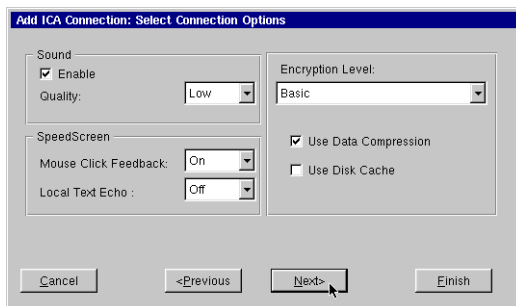 Add ICA Connection: Select Connection Options
Sound
Enable
Quality: Low
SpeedScreen
Mouse Click Feedback: On
Local Text Echo : Off
Encryption Level:
Basic
Use Data Compression
Use Disk Cache
Cancel <Previous Next> Finish